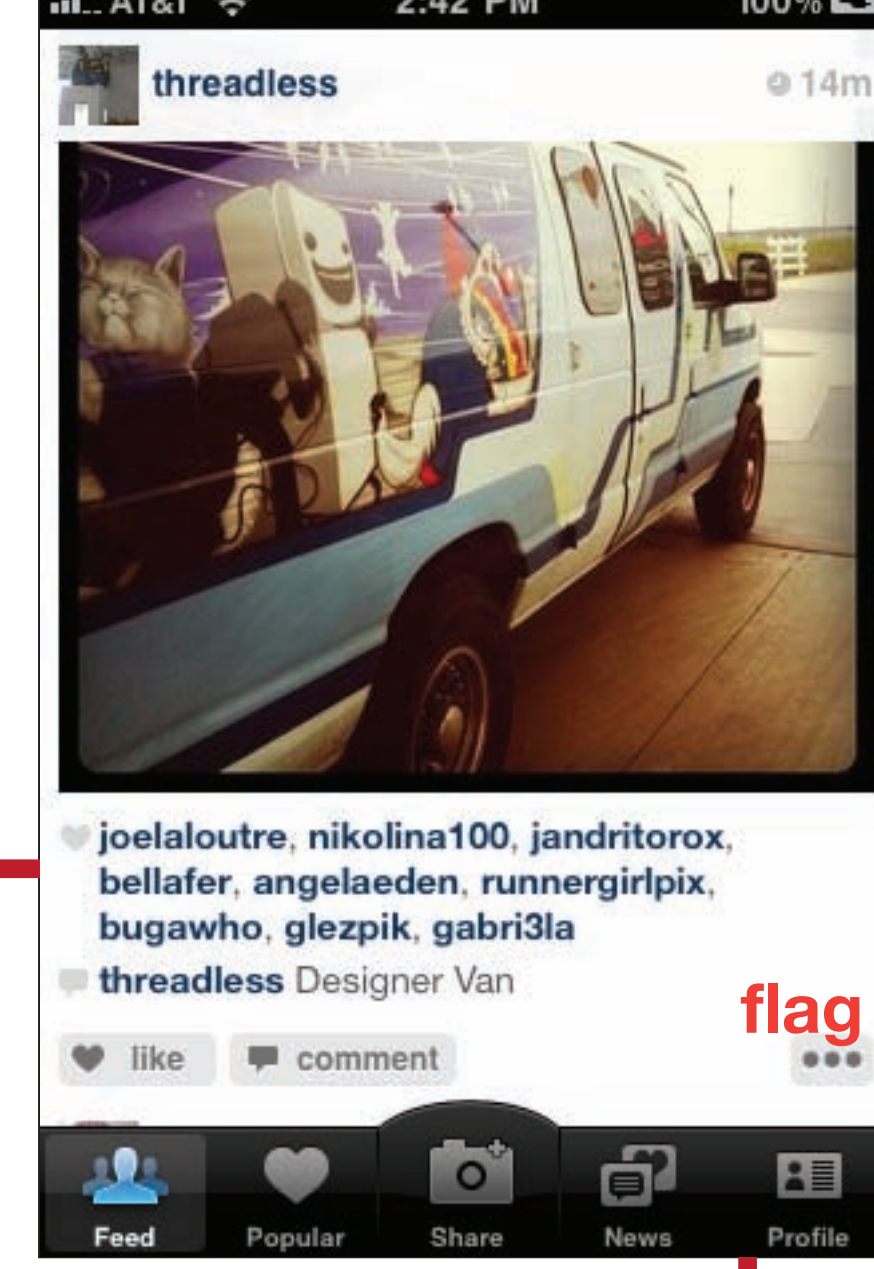 AT&T 2:42 PM 100%
threadless 14m
joelaloutre, nikolina100, jandritorox,
bellafer, angelaeden, runnergirlpix,
bugawho, glezpik, gabri3la
threadless Designer Van
flag
like comment
Feed Popular Share News Profile